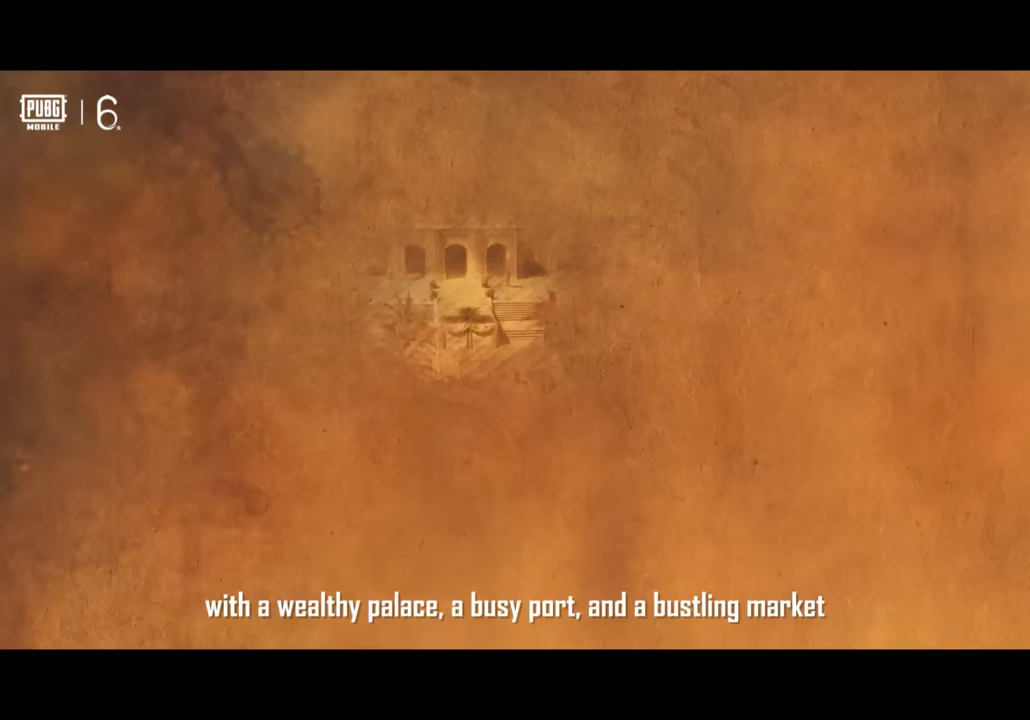 PUBG
MOBILE
6
with a wealthy palace, a busy port, and a bustling market